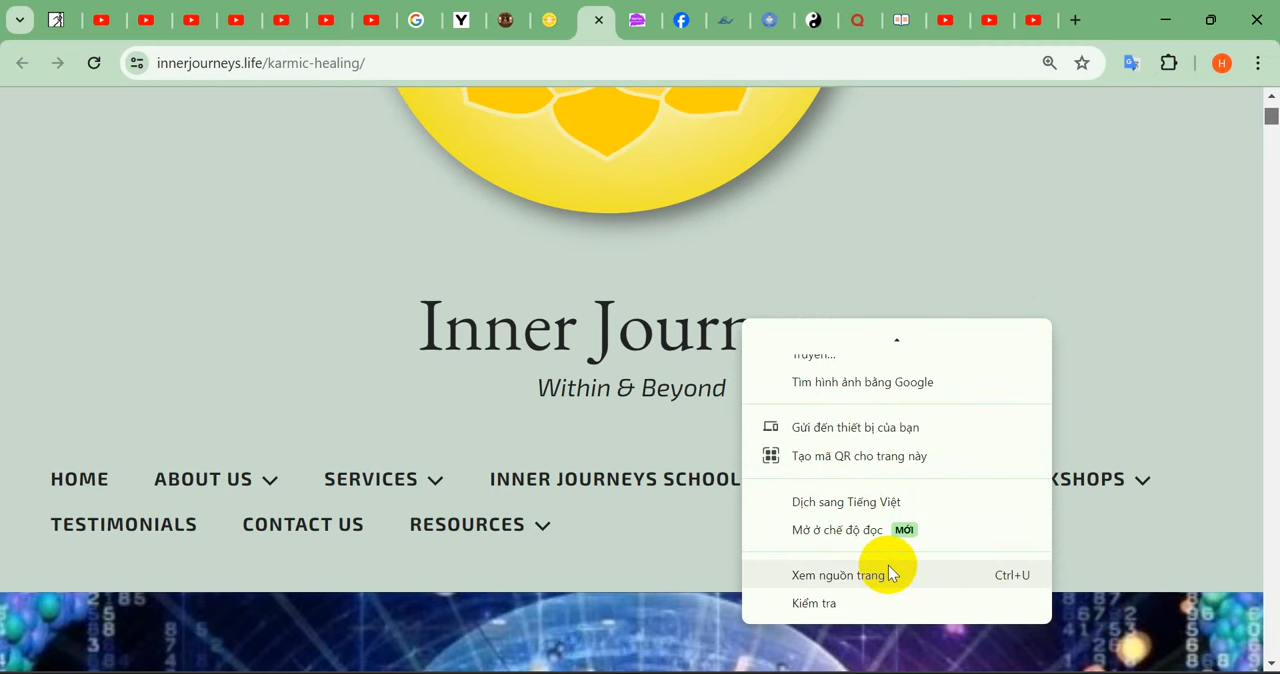 innerjourneys.life/karmic-healing/
H
Inner Journ
Within & Beyond
HOME ABOUT US SERVICES INNER JOURNEYS SCHOOL KSHOPS
TESTIMONIALS CONTACT US RESOURCES
Truyền...
Tìm hình ảnh bằng Google
Gửi đến thiết bị của bạn
Tạo mã QR cho trang này
Dịch sang Tiếng Việt
Mở ở chế độ đọc MỚI
Xem nguồn trang Ctrl+U
Kiểm tra